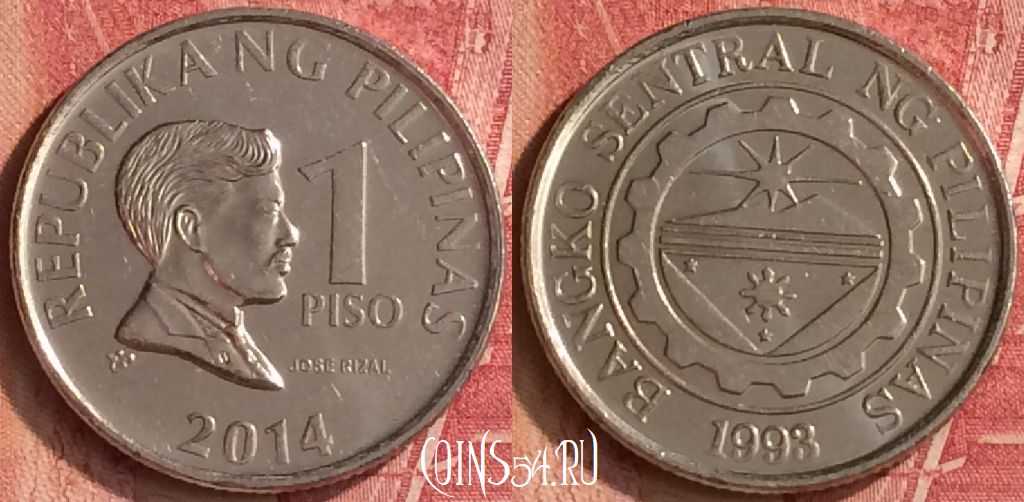 REPUBLIKA NG PILIPINAS
1
PISO
JOSE RIZAL
2014
BANGKO SENTRAL NG PILIPINAS
1993
COINS54.RU